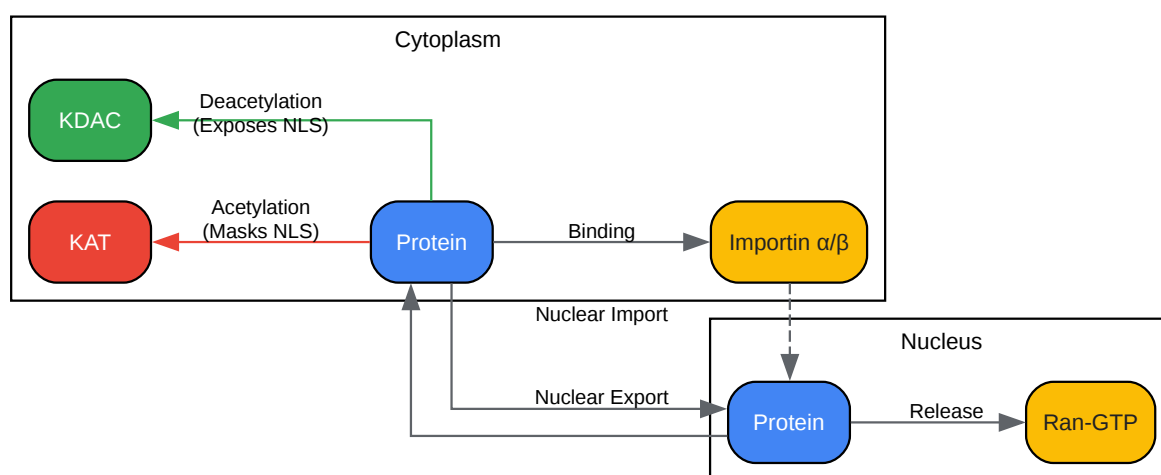 Cytoplasm
KDAC
Deacetylation
(Exposes NLS)
KAT
Acetylation
(Masks NLS)
Protein
Binding
Importin α/β
Nuclear Import
Nucleus
Nuclear Export
Protein
Release
Ran-GTP